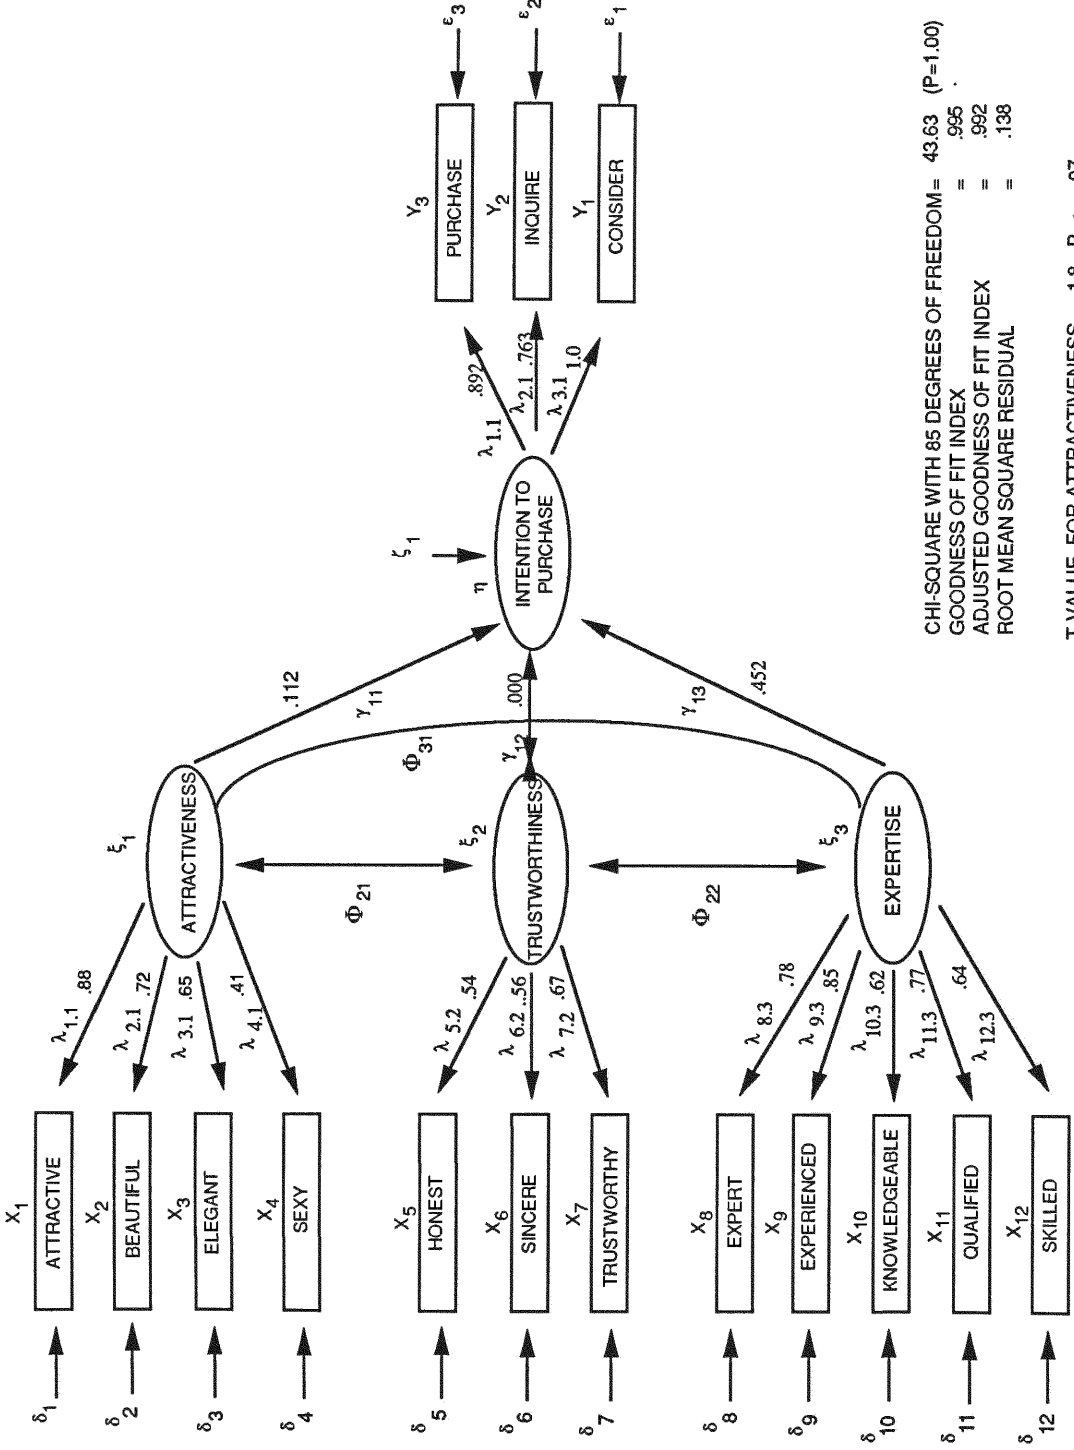 δ1
X1
ATTRACTIVE
δ2
X2
BEAUTIFUL
δ3
X3
ELEGANT
δ4
X4
SEXY
δ5
X5
HONEST
δ6
X6
SINCERE
δ7
X7
TRUSTWORTHY
δ8
X8
EXPERT
δ9
X9
EXPERIENCED
δ10
X10
KNOWLEDGEABLE
δ11
X11
QUALIFIED
δ12
X12
SKILLED
λ1.1 .88
λ2.1 .72
λ3.1 .65
λ4.1 .41
λ5.2 .54
λ6.2 ..56
λ7.2 .67
λ8.3 .78
λ9.3 .85
λ10.3 .62
λ11.3 .77
λ12.3 .64
ξ1
ATTRACTIVENESS
Φ21
ξ2
TRUSTWORTHINESS
Φ22
ξ3
EXPERTISE
Φ31
γ11 .112
γ12 .000
γ13 .452
ζ1
η
INTENTION TO
PURCHASE
λ1.1 .892
λ2.1 .763
λ3.1 1.0
Y3
PURCHASE
ε3
Y2
INQUIRE
ε2
Y1
CONSIDER
ε1
CHI-SQUARE WITH 85 DEGREES OF FREEDOM = 43.63 (P=1.00)
GOODNESS OF FIT INDEX = .995
ADJUSTED GOODNESS OF FIT INDEX = .992
ROOT MEAN SQUARE RESIDUAL = .138